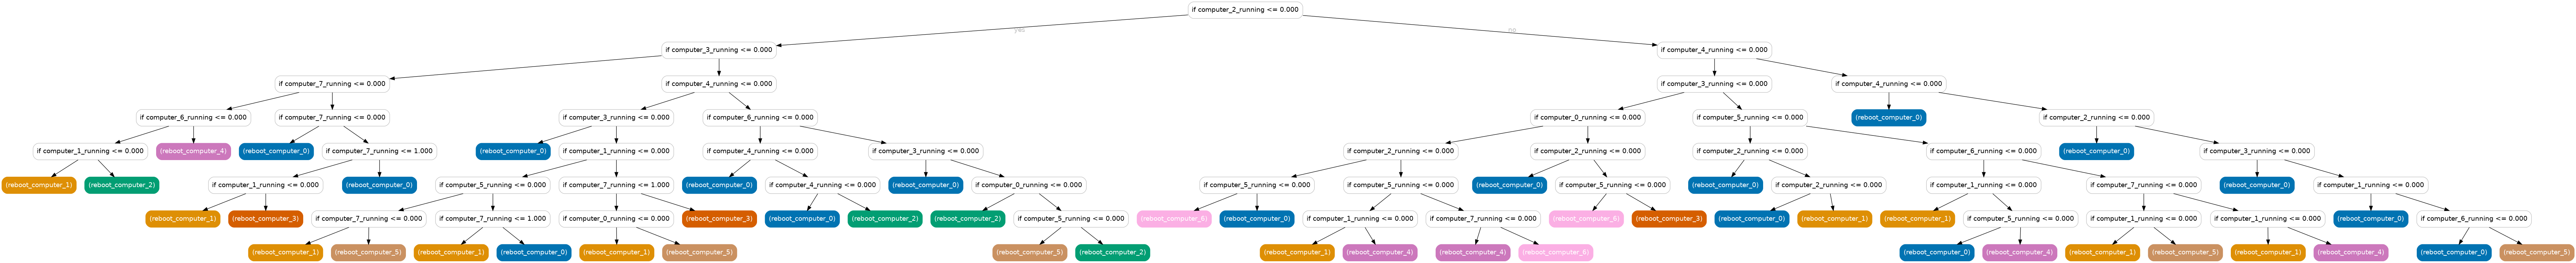 if computer_2_running <= 0.000
yes
no
if computer_3_running <= 0.000
if computer_4_running <= 0.000
if computer_7_running <= 0.000
if computer_4_running <= 0.000
if computer_3_running <= 0.000
if computer_4_running <= 0.000
if computer_6_running <= 0.000
if computer_7_running <= 0.000
if computer_3_running <= 0.000
if computer_6_running <= 0.000
if computer_0_running <= 0.000
if computer_5_running <= 0.000
(reboot_computer_0)
if computer_2_running <= 0.000
if computer_1_running <= 0.000
(reboot_computer_4)
(reboot_computer_0)
if computer_7_running <= 1.000
(reboot_computer_0)
if computer_1_running <= 0.000
if computer_4_running <= 0.000
if computer_3_running <= 0.000
if computer_2_running <= 0.000
if computer_2_running <= 0.000
if computer_2_running <= 0.000
if computer_6_running <= 0.000
(reboot_computer_0)
if computer_3_running <= 0.000
(reboot_computer_1)
(reboot_computer_2)
if computer_1_running <= 0.000
(reboot_computer_0)
if computer_5_running <= 0.000
if computer_7_running <= 1.000
(reboot_computer_0)
if computer_4_running <= 0.000
(reboot_computer_0)
if computer_0_running <= 0.000
if computer_5_running <= 0.000
if computer_5_running <= 0.000
(reboot_computer_0)
if computer_5_running <= 0.000
(reboot_computer_0)
if computer_2_running <= 0.000
if computer_1_running <= 0.000
if computer_7_running <= 0.000
(reboot_computer_0)
if computer_1_running <= 0.000
(reboot_computer_1)
(reboot_computer_3)
if computer_7_running <= 0.000
if computer_7_running <= 1.000
if computer_0_running <= 0.000
(reboot_computer_3)
(reboot_computer_0)
(reboot_computer_2)
(reboot_computer_2)
if computer_5_running <= 0.000
(reboot_computer_6)
(reboot_computer_0)
if computer_1_running <= 0.000
if computer_7_running <= 0.000
(reboot_computer_6)
(reboot_computer_3)
(reboot_computer_0)
(reboot_computer_1)
(reboot_computer_1)
if computer_5_running <= 0.000
if computer_1_running <= 0.000
if computer_1_running <= 0.000
(reboot_computer_0)
if computer_6_running <= 0.000
(reboot_computer_1)
(reboot_computer_5)
(reboot_computer_1)
(reboot_computer_0)
(reboot_computer_1)
(reboot_computer_5)
(reboot_computer_5)
(reboot_computer_2)
(reboot_computer_1)
(reboot_computer_4)
(reboot_computer_4)
(reboot_computer_6)
(reboot_computer_0)
(reboot_computer_4)
(reboot_computer_1)
(reboot_computer_5)
(reboot_computer_1)
(reboot_computer_4)
(reboot_computer_0)
(reboot_computer_5)